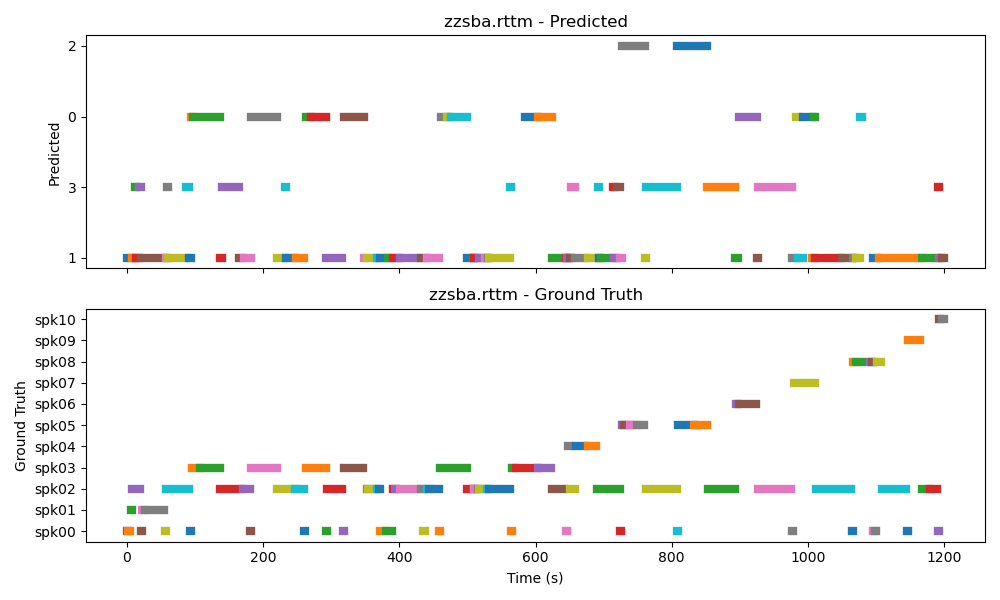 zzsba.rttm - Predicted
2
0
3
1
Predicted
zzsba.rttm - Ground Truth
spk10
spk09
spk08
spk07
spk06
spk05
spk04
spk03
spk02
spk01
spk00
Ground Truth
0 200 400 600 800 1000 1200
Time (s)